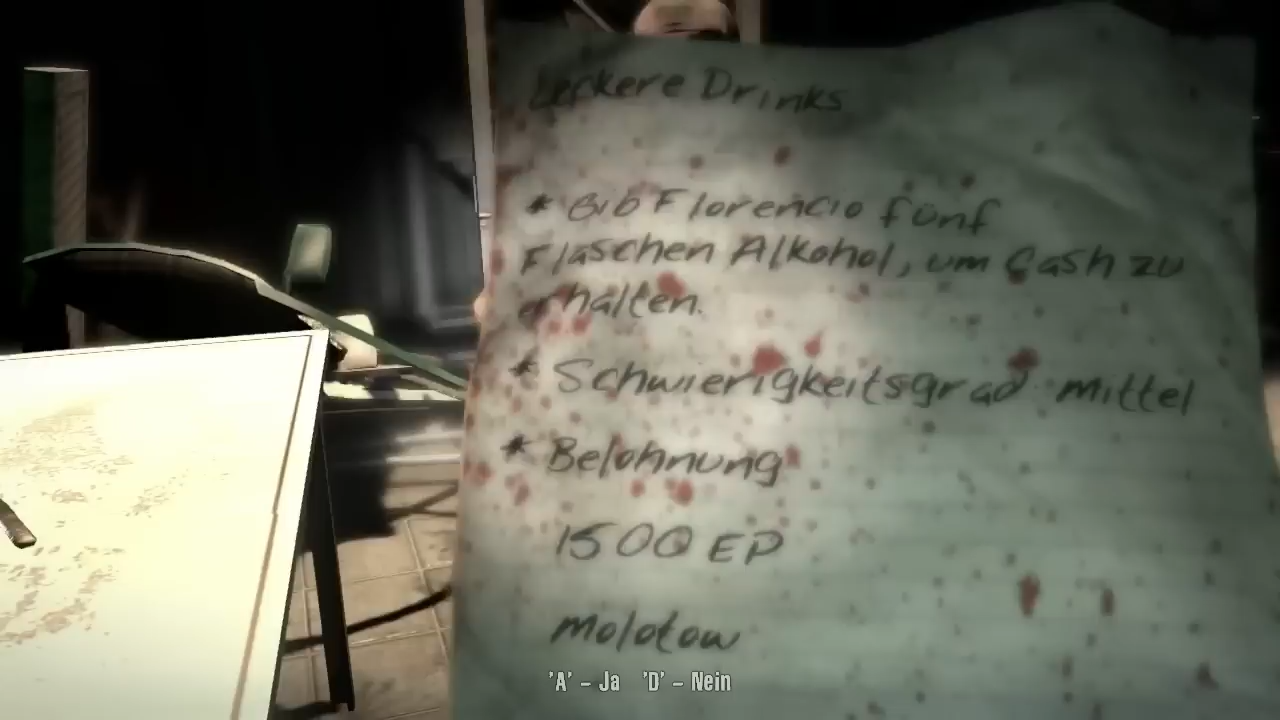 Leckere Drinks
* Gib Florencio fünf
Flaschen Alkohol, um Cash zu
erhalten.
* Schwierigkeitsgrad mittel
* Belohnung
1500 EP
Molotow
'A' – Ja 'D' – Nein